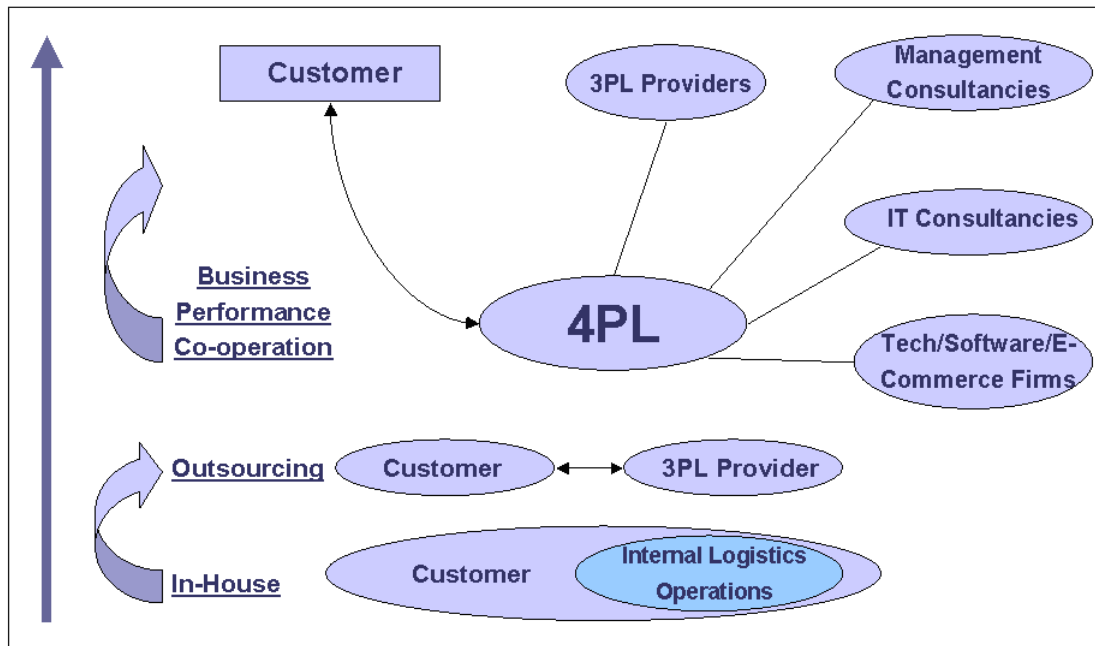 Customer
3PL Providers
Management
Consultancies
IT Consultancies
Business
Performance
Co-operation
4PL
Tech/Software/E-
Commerce Firms
Outsourcing
Customer
3PL Provider
In-House
Customer
Internal Logistics
Operations